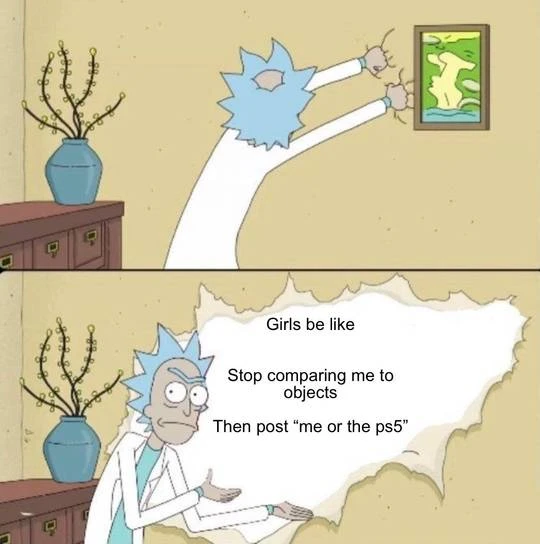 Girls be like
Stop comparing me to
objects
Then post “me or the ps5”